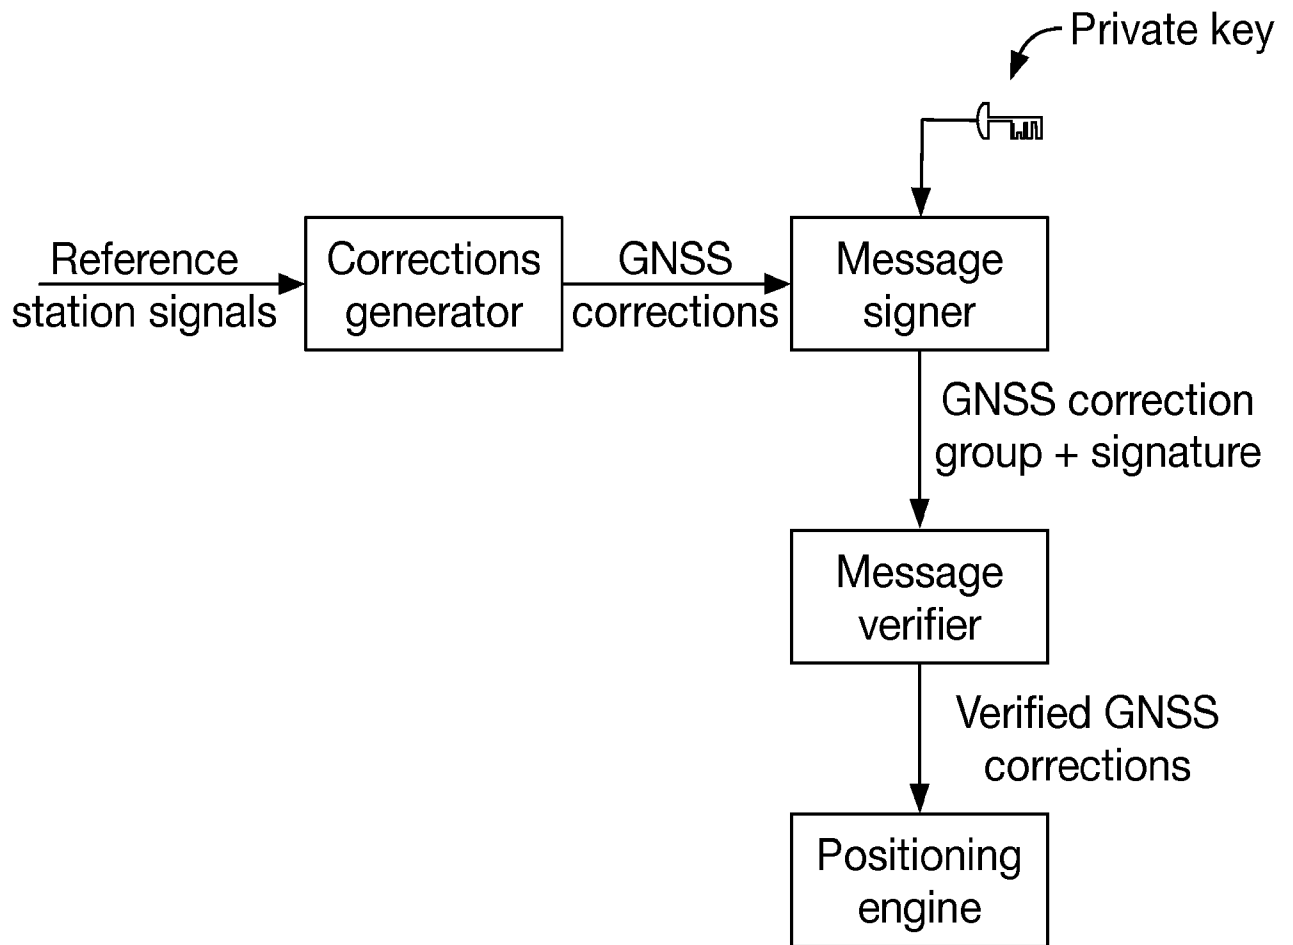 Private key
Reference
station signals
Corrections
generator
GNSS
corrections
Message
signer
GNSS correction
group + signature
Message
verifier
Verified GNSS
corrections
Positioning
engine